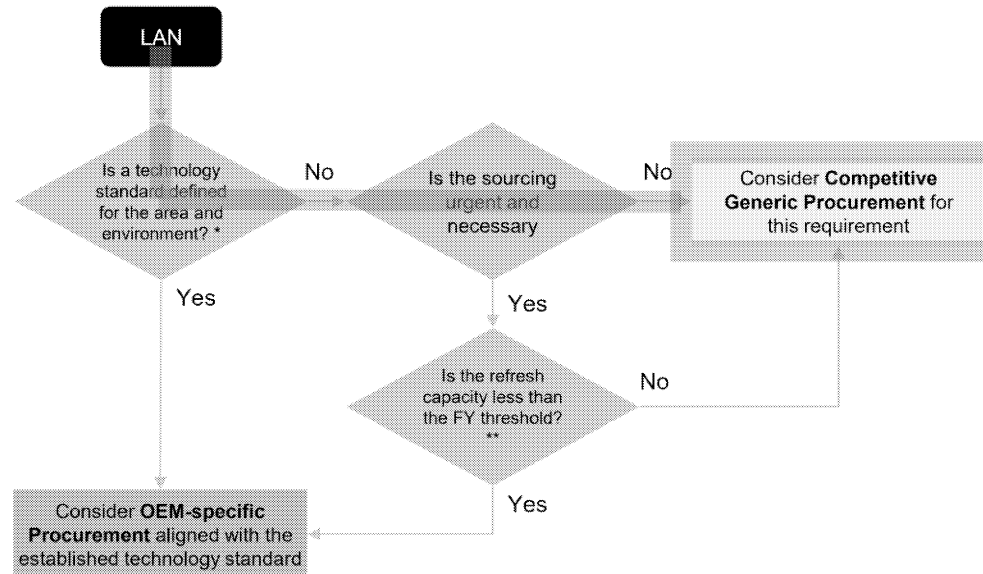 LAN
Is a technology
standard defined
for the area and
environment? *
No
Is the sourcing
urgent and
necessary
No
Consider Competitive
Generic Procurement for
this requirement
Yes
Yes
Is the refresh
capacity less than
the FY threshold?
**
No
Yes
Consider OEM-specific
Procurement aligned with the
established technology standard